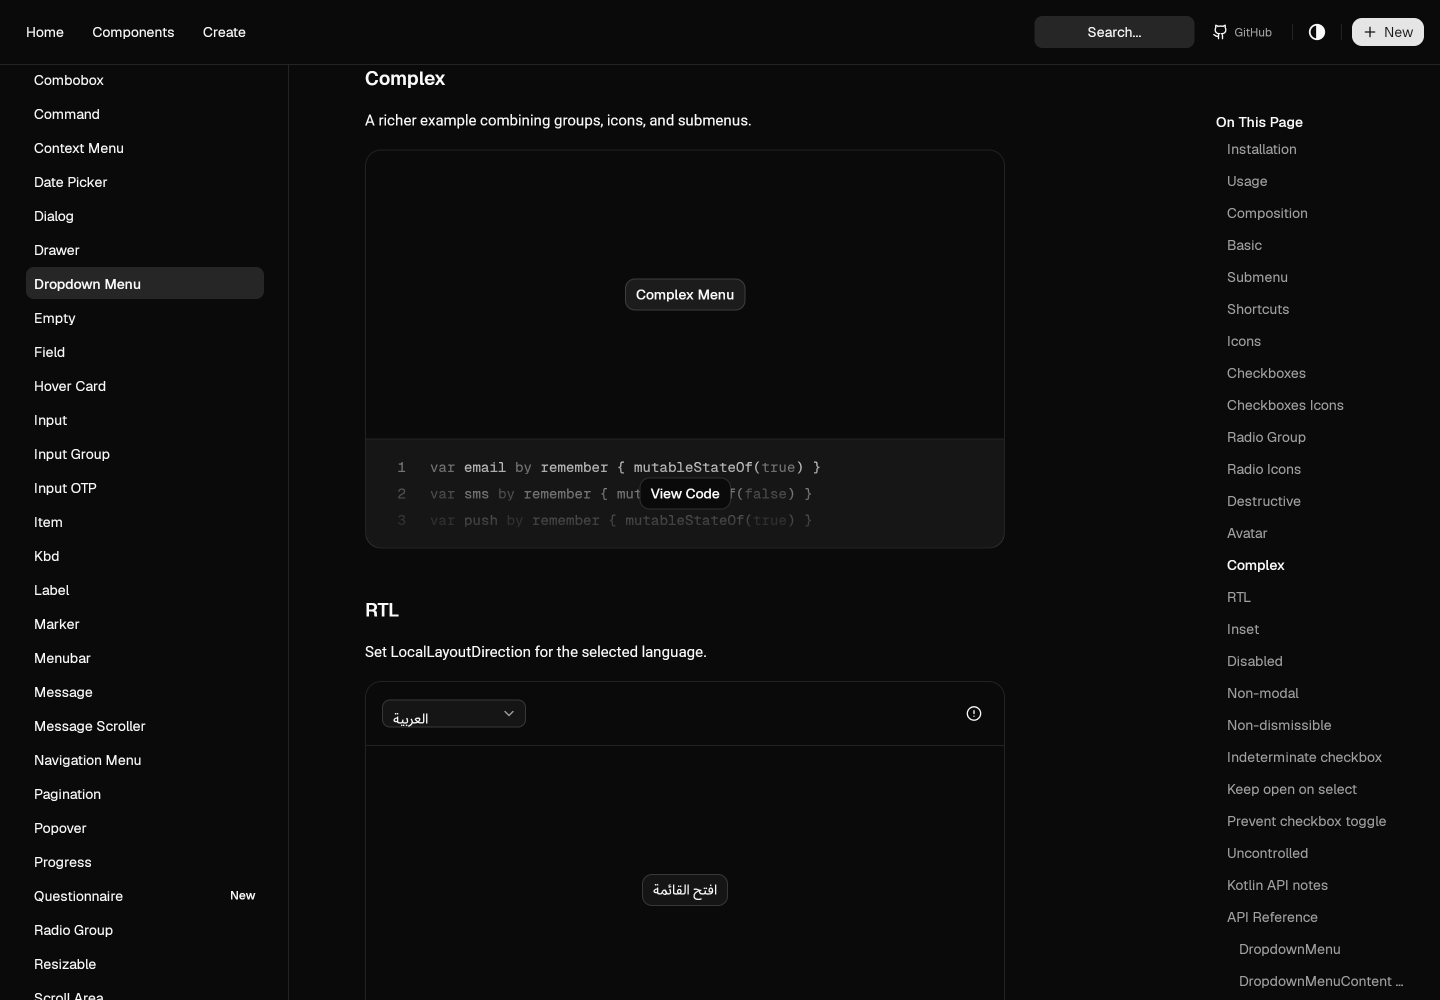 Home
Components
Create
Search...
GitHub
New
Combobox
Command
Context Menu
Date Picker
Dialog
Drawer
Dropdown Menu
Empty
Field
Hover Card
Input
Input Group
Input OTP
Item
Kbd
Label
Marker
Menubar
Message
Message Scroller
Navigation Menu
Pagination
Popover
Progress
Questionnaire New
Radio Group
Resizable
Scroll Area
Complex
A richer example combining groups, icons, and submenus.
Complex Menu
1 var email by remember { mutableStateOf(true) }
2 var sms by remember { mut f(false) }
View Code
3 var push by remember { mutableStateOf(true) }
RTL
Set LocalLayoutDirection for the selected language.
العربية
افتح القائمة
On This Page
Installation
Usage
Composition
Basic
Submenu
Shortcuts
Icons
Checkboxes
Checkboxes Icons
Radio Group
Radio Icons
Destructive
Avatar
Complex
RTL
Inset
Disabled
Non-modal
Non-dismissible
Indeterminate checkbox
Keep open on select
Prevent checkbox toggle
Uncontrolled
Kotlin API notes
API Reference
DropdownMenu
DropdownMenuContent ...